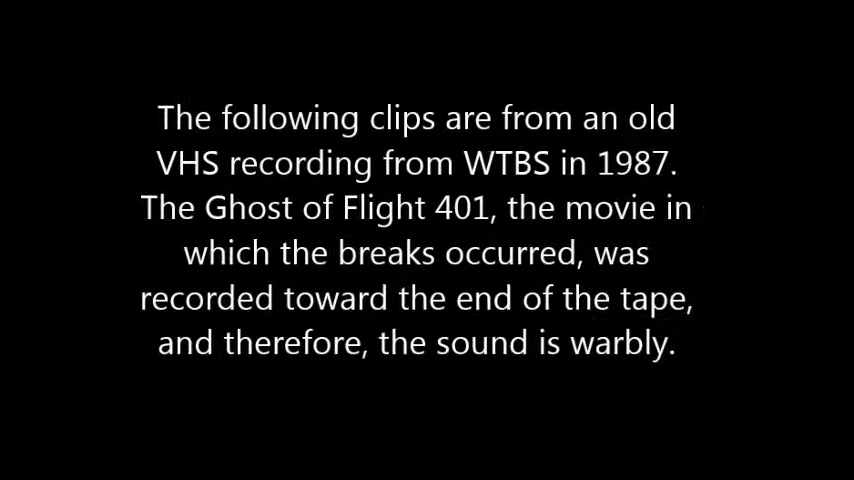 The following clips are from an old
VHS recording from WTBS in 1987.
The Ghost of Flight 401, the movie in
which the breaks occurred, was
recorded toward the end of the tape,
and therefore, the sound is warbly.